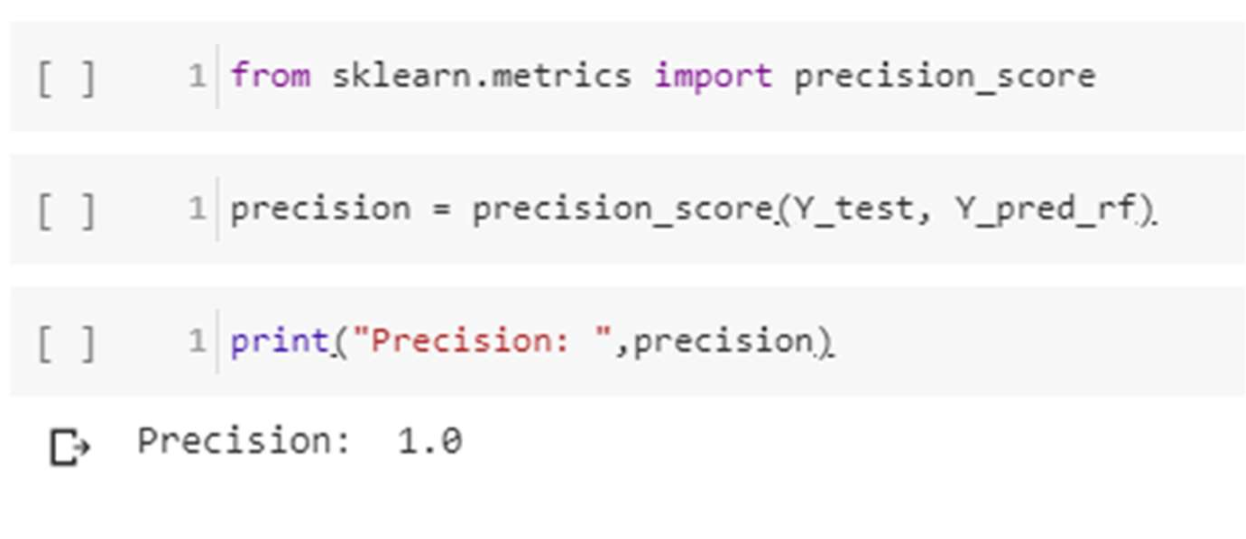 [ ] 1 from sklearn.metrics import precision_score
[ ] 1 precision = precision_score(Y_test, Y_pred_rf)
[ ] 1 print("Precision: ",precision)
Precision:  1.0